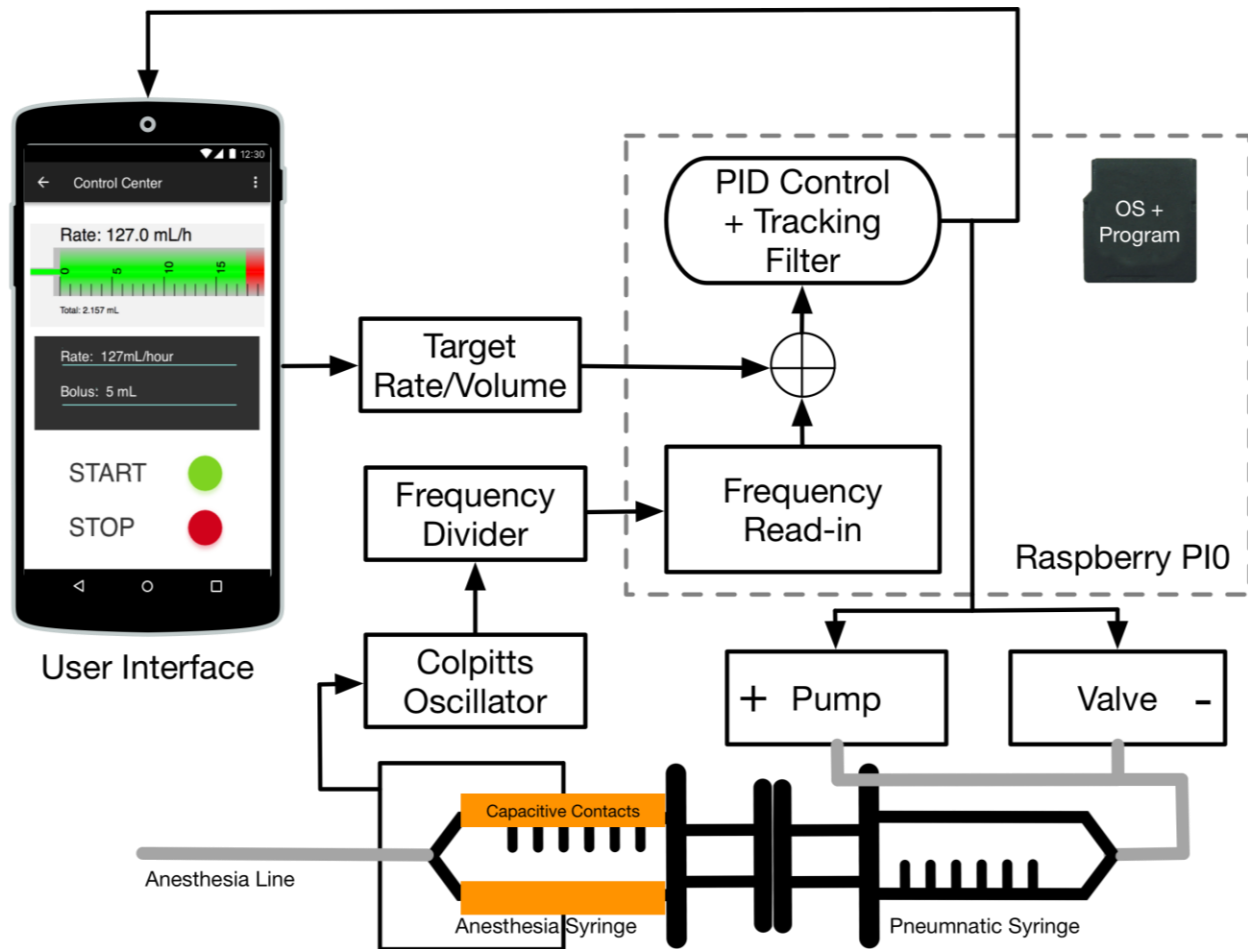 12:30
Control Center
Rate: 127.0 mL/h
0
5
10
15
Total: 2.157 mL
Rate: 127mL/hour
Bolus: 5 mL
START
STOP
User Interface
Target
Rate/Volume
Frequency
Divider
Colpitts
Oscillator
PID Control
+ Tracking
Filter
OS +
Program
Frequency
Read-in
Raspberry PI0
+ Pump
Valve -
Capacitive Contacts
Anesthesia Line
Anesthesia Syringe
Pneumnatic Syringe